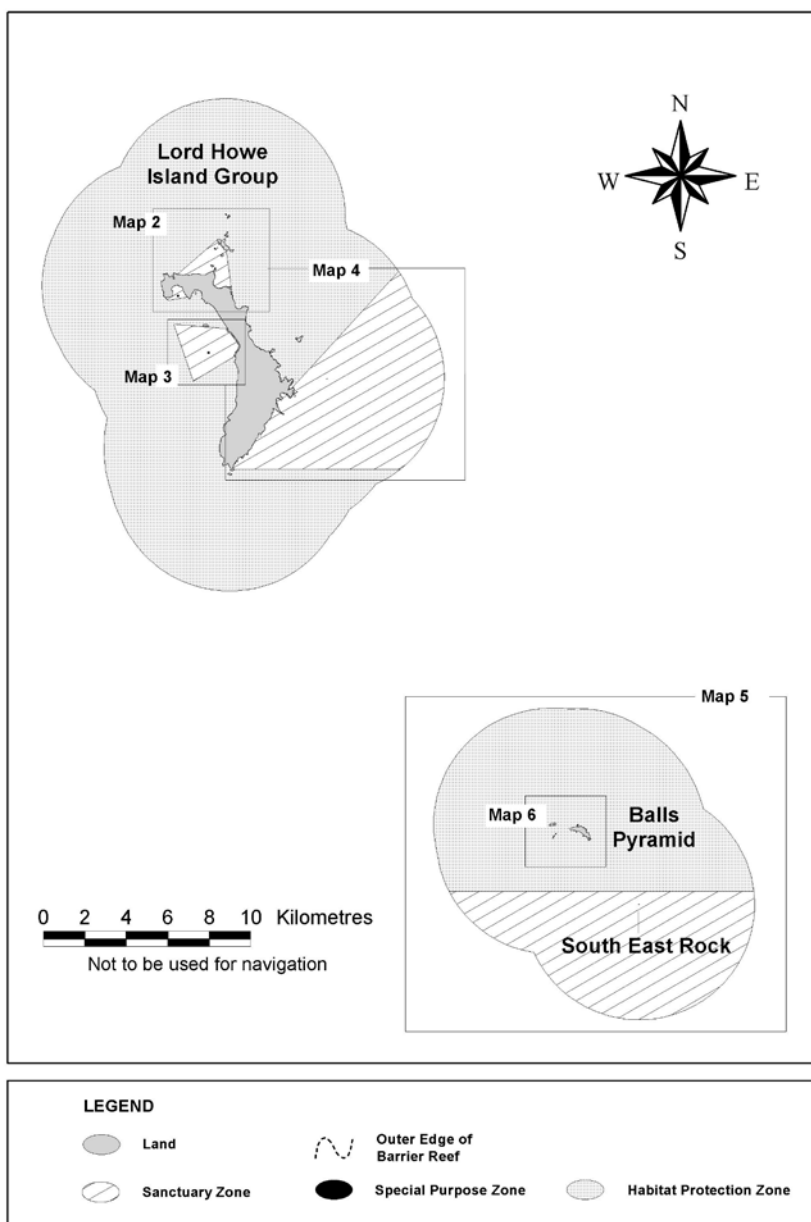 Lord Howe
Island Group
N
W
E
S
Map 2
Map 4
Map 3
Map 5
Map 6
Balls
Pyramid
South East Rock
0 2 4 6 8 10 Kilometres
Not to be used for navigation
LEGEND
Land
Outer Edge of
Barrier Reef
Sanctuary Zone
Special Purpose Zone
Habitat Protection Zone